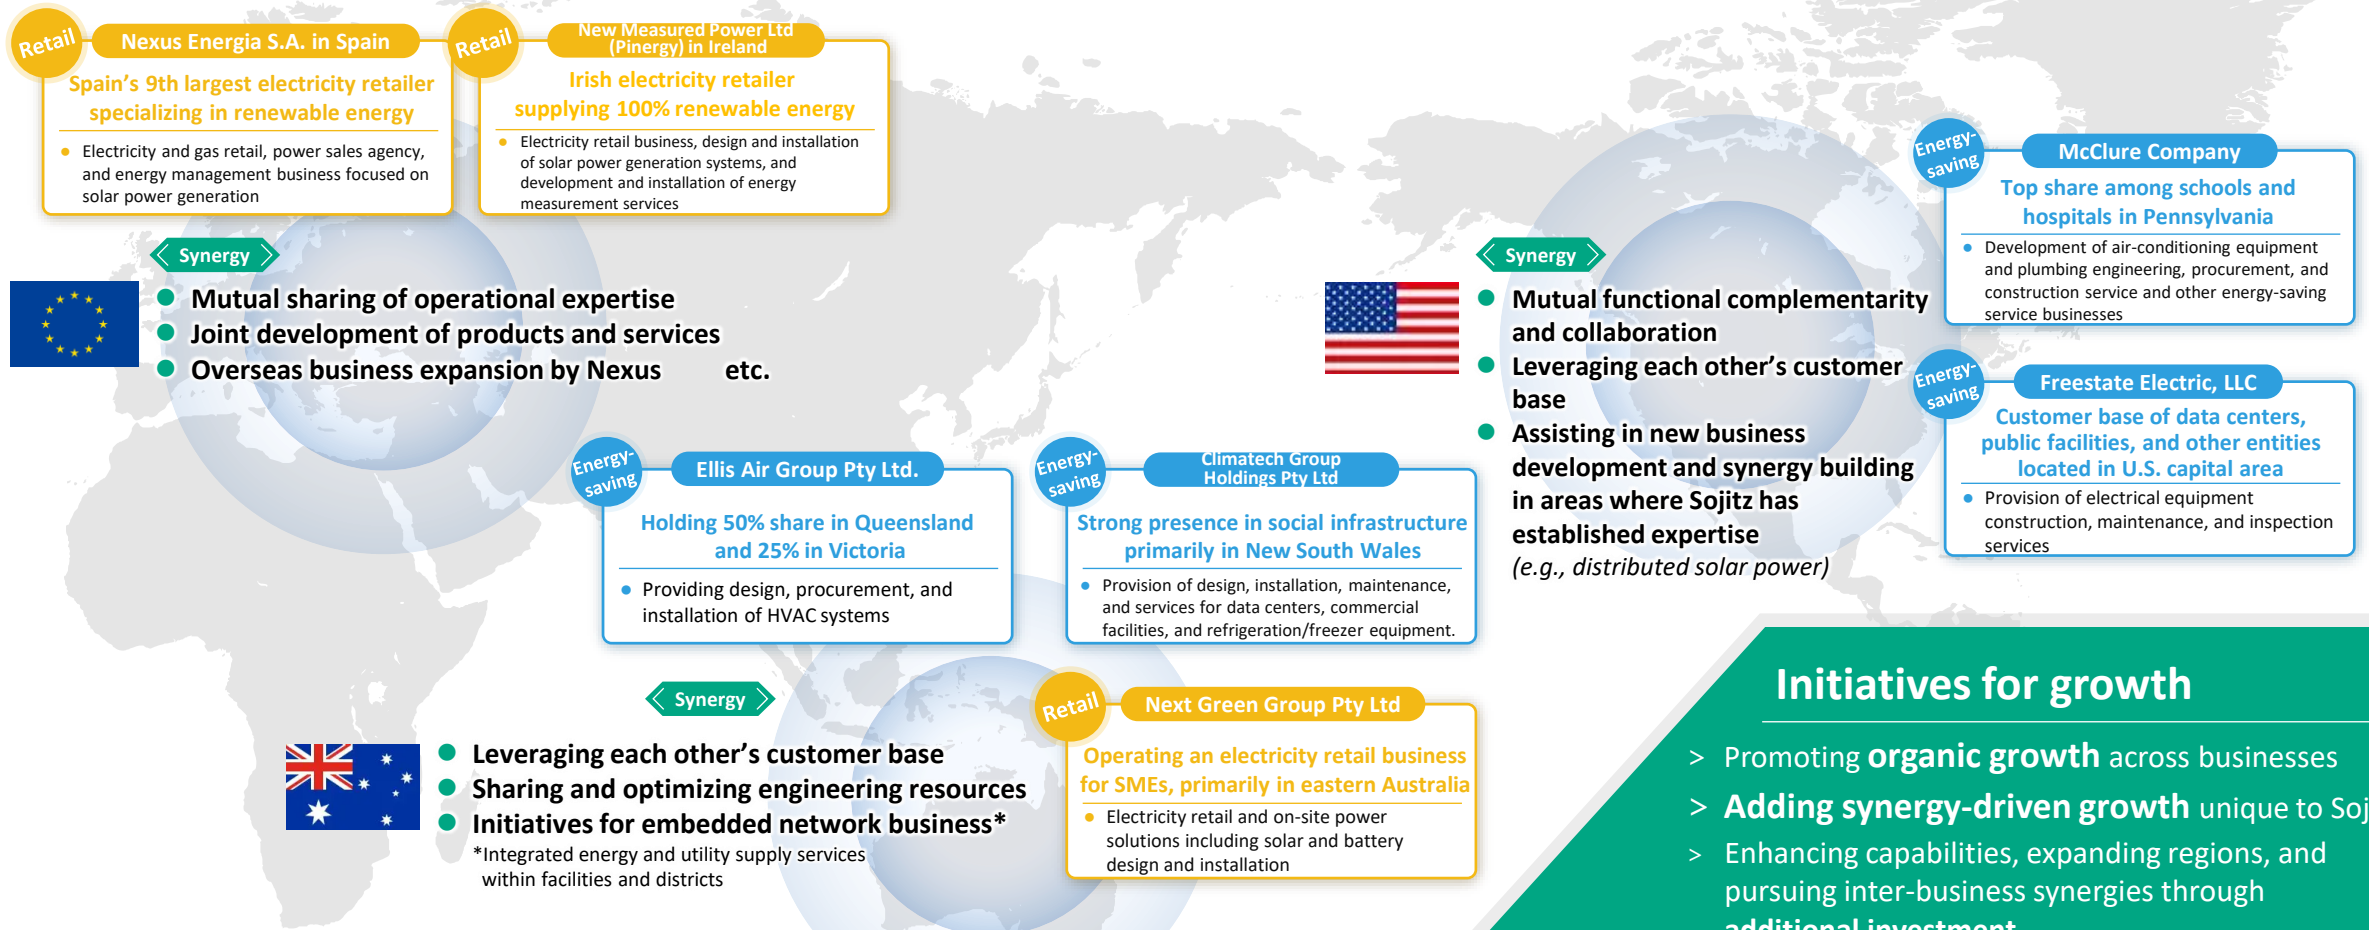 Retail
Nexus Energia S.A. in Spain
Spain's 9th largest electricity retailer
specializing in renewable energy
● Electricity and gas retail, power sales agency,
and energy management business focused on
solar power generation
Retail
New Measured Power Ltd
(Pinergy) in Ireland
Irish electricity retailer
supplying 100% renewable energy
● Electricity retail business, design and installation
of solar power generation systems, and
development and installation of energy
measurement services
Synergy
● Mutual sharing of operational expertise
● Joint development of products and services
● Overseas business expansion by Nexus etc.
Energy-
saving
McClure Company
Top share among schools and
hospitals in Pennsylvania
● Development of air-conditioning equipment
and plumbing engineering, procurement, and
construction service and other energy-saving
service businesses
Synergy
● Mutual functional complementarity
and collaboration
● Leveraging each other's customer
base
● Assisting in new business
development and synergy building
in areas where Sojitz has
established expertise
(e.g., distributed solar power)
Energy-
saving
Freestate Electric, LLC
Customer base of data centers,
public facilities, and other entities
located in U.S. capital area
● Provision of electrical equipment
construction, maintenance, and inspection
services
Energy-
saving
Ellis Air Group Pty Ltd.
Holding 50% share in Queensland
and 25% in Victoria
● Providing design, procurement, and
installation of HVAC systems
Energy-
saving
Climatech Group
Holdings Pty Ltd
Strong presence in social infrastructure
primarily in New South Wales
● Provision of design, installation, maintenance,
and services for data centers, commercial
facilities, and refrigeration/freezer equipment.
Synergy
● Leveraging each other's customer base
● Sharing and optimizing engineering resources
● Initiatives for embedded network business*
*Integrated energy and utility supply services
within facilities and districts
Retail
Next Green Group Pty Ltd
Operating an electricity retail business
for SMEs, primarily in eastern Australia
● Electricity retail and on-site power
solutions including solar and battery
design and installation
Initiatives for growth
> Promoting organic growth across businesses
> Adding synergy-driven growth unique to Soj
> Enhancing capabilities, expanding regions, and
pursuing inter-business synergies through
additional investment